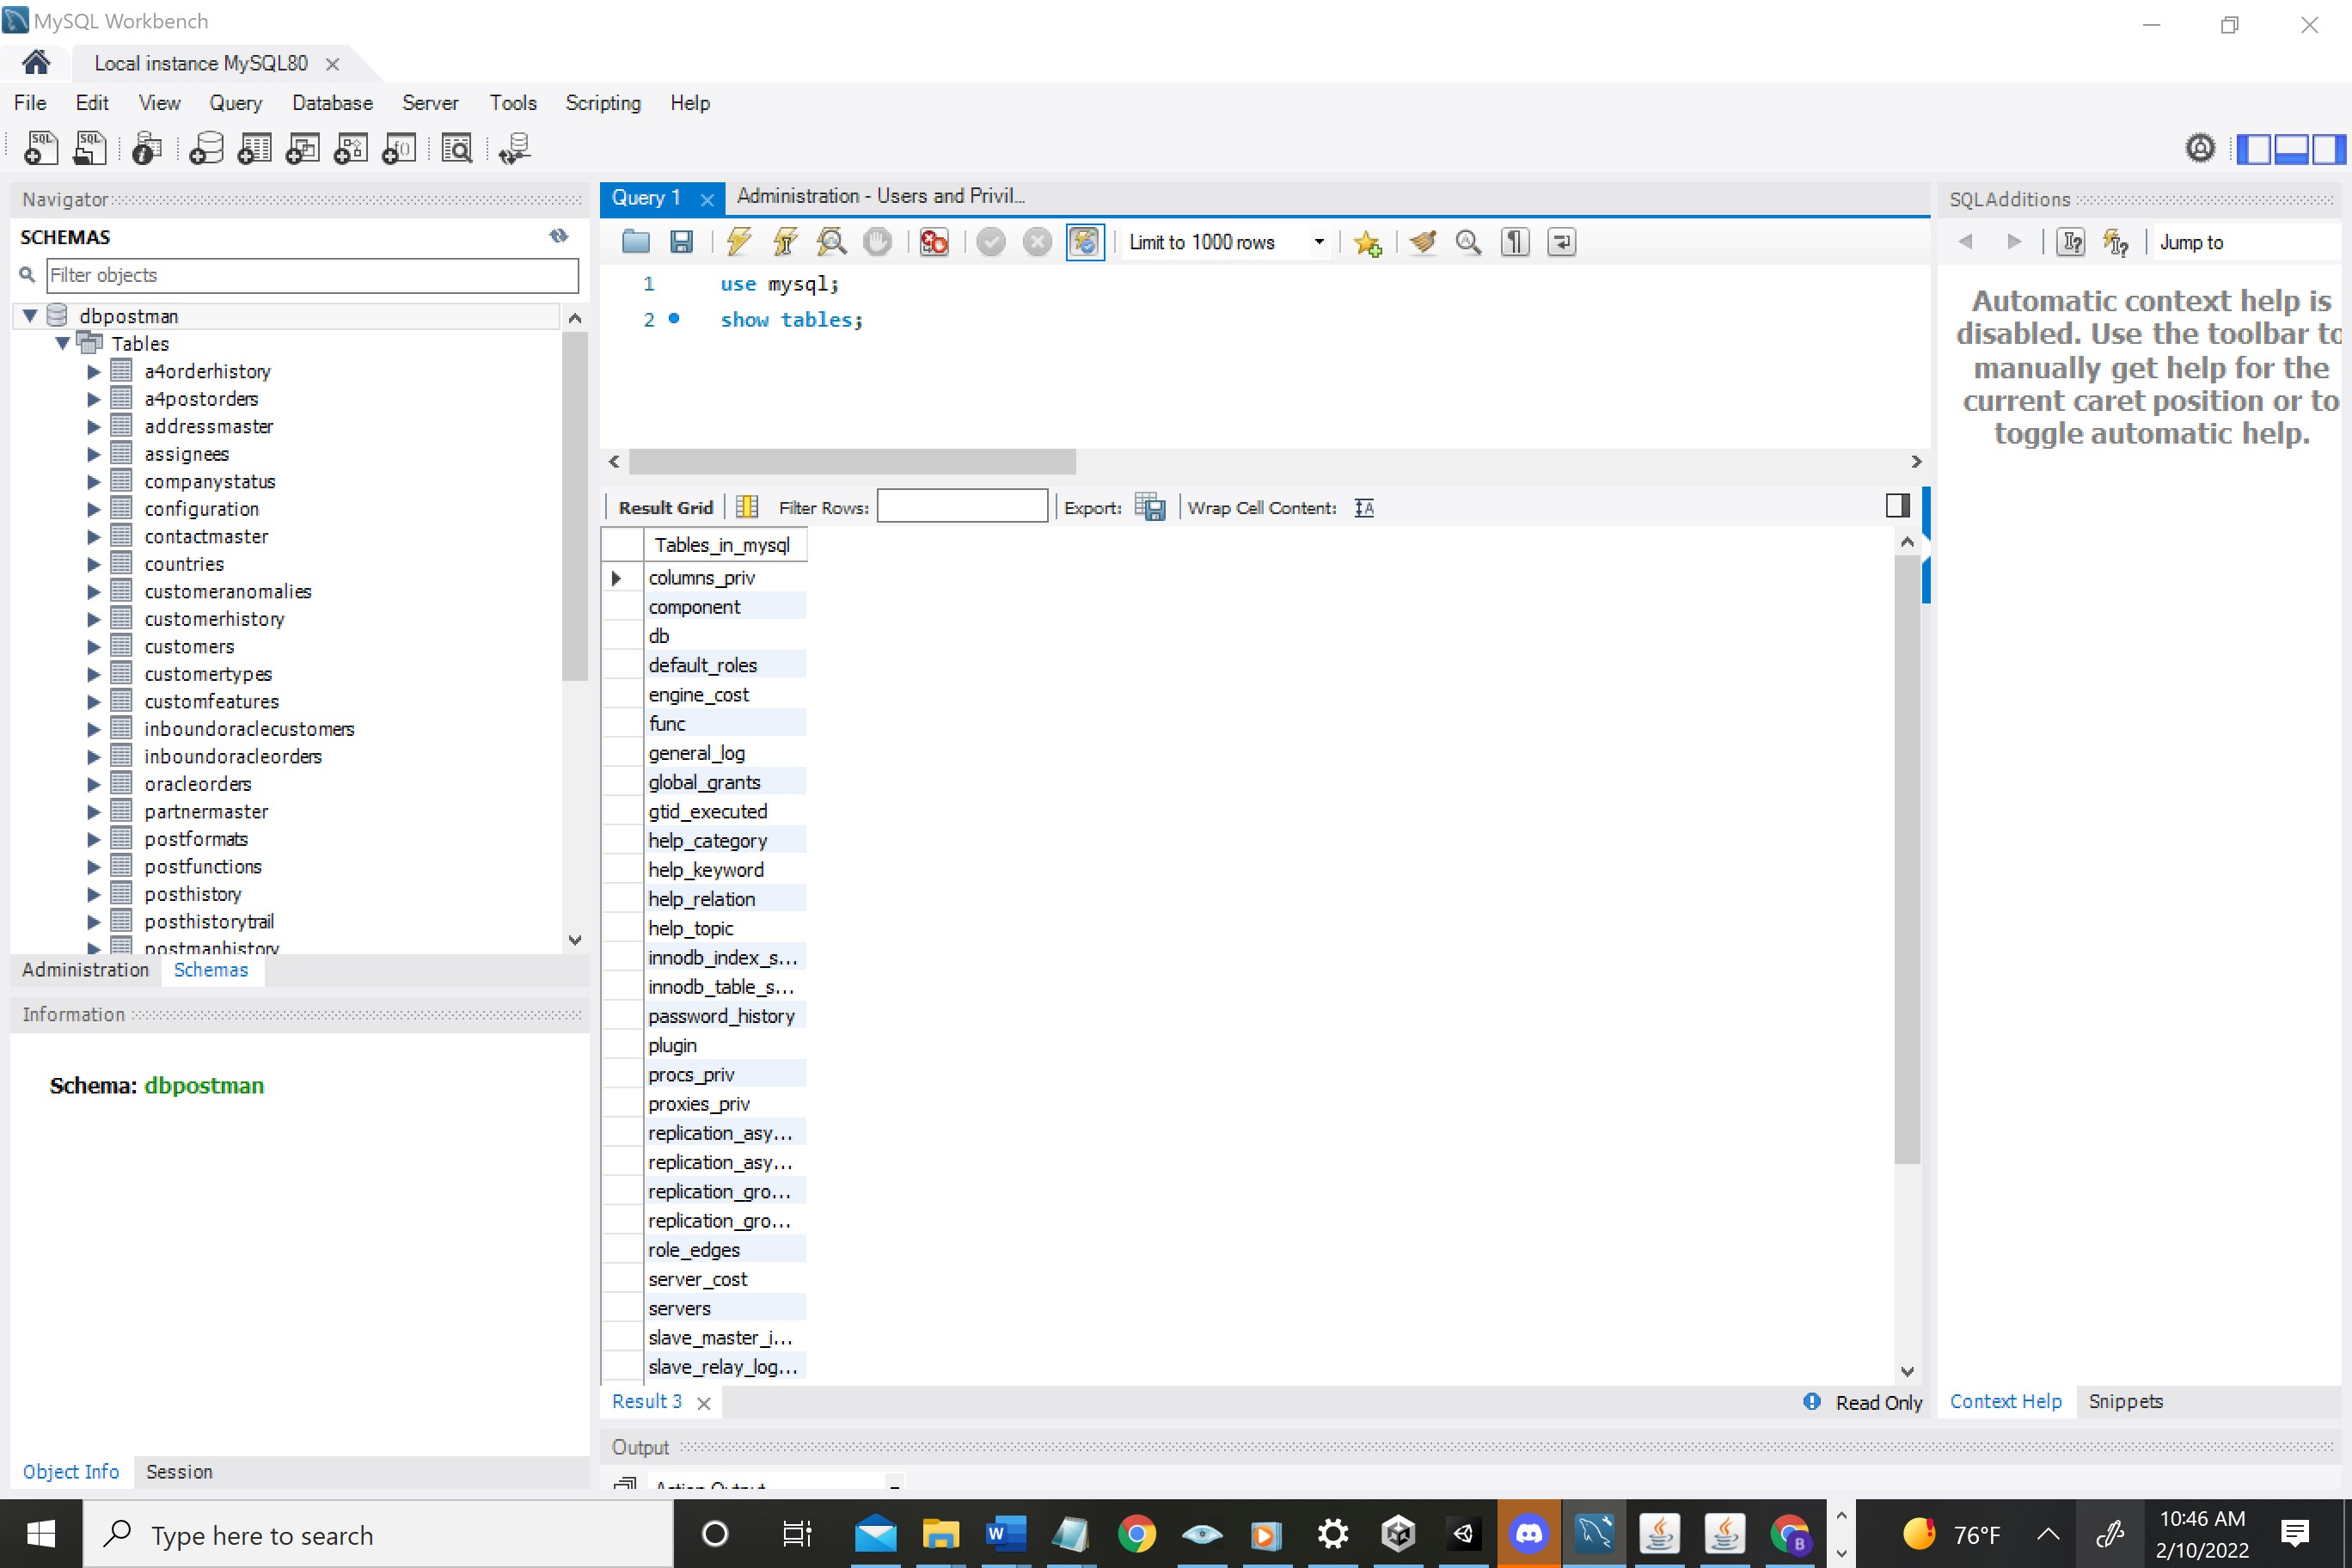 MySQL Workbench
Local instance MySQL80
File Edit View Query Database Server Tools Scripting Help
Navigator
SCHEMAS
Filter objects
dbpostman
Tables
a4orderhistory
a4postorders
addressmaster
assignees
companystatus
configuration
contactmaster
countries
customeranomalies
customerhistory
customers
customertypes
customfeatures
inboundoraclecustomers
inboundoracleorders
oracleorders
partnermaster
postformats
postfunctions
posthistory
posthistorytrail
postmanhistory
Administration Schemas
Information
Schema: dbpostman
Object Info Session
Query 1 Administration - Users and Privil...
Limit to 1000 rows
1 use mysql;
2 show tables;
Result Grid Filter Rows: Export: Wrap Cell Content:
Tables_in_mysql
columns_priv
component
db
default_roles
engine_cost
func
general_log
global_grants
gtid_executed
help_category
help_keyword
help_relation
help_topic
innodb_index_s...
innodb_table_s...
password_history
plugin
procs_priv
proxies_priv
replication_asy...
replication_asy...
replication_gro...
replication_gro...
role_edges
server_cost
servers
slave_master_i...
slave_relay_log...
Result 3 Read Only
Output
Action Output
SQLAdditions
Jump to
Automatic context help is
disabled. Use the toolbar to
manually get help for the
current caret position or to
toggle automatic help.
Context Help Snippets
Type here to search
76°F
10:46 AM
2/10/2022